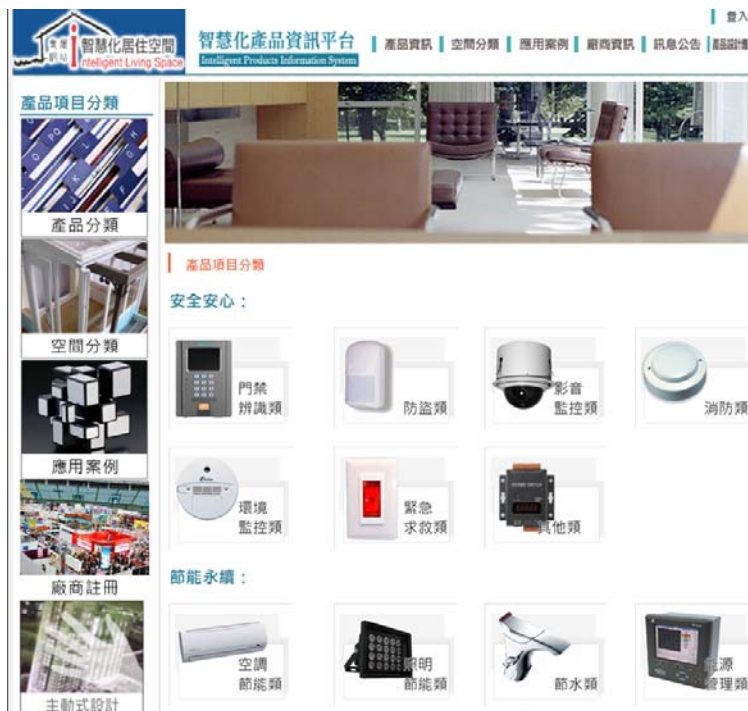 登入
智慧化居住空間
Intelligent Living Space
智慧化產品資訊平台
Intelligent Products Information System
產品資訊
空間分類
應用案例
廠商資訊
訊息公告
產品項目分類
產品分類
空間分類
應用案例
廠商註冊
主動式設計
產品項目分類
安全安心：
門禁
辨識類
防盜類
影音
監控類
消防類
環境
監控類
緊急
求救類
其他類
節能永續：
空調
節能類
照明
節能類
節水類
能源
管理類